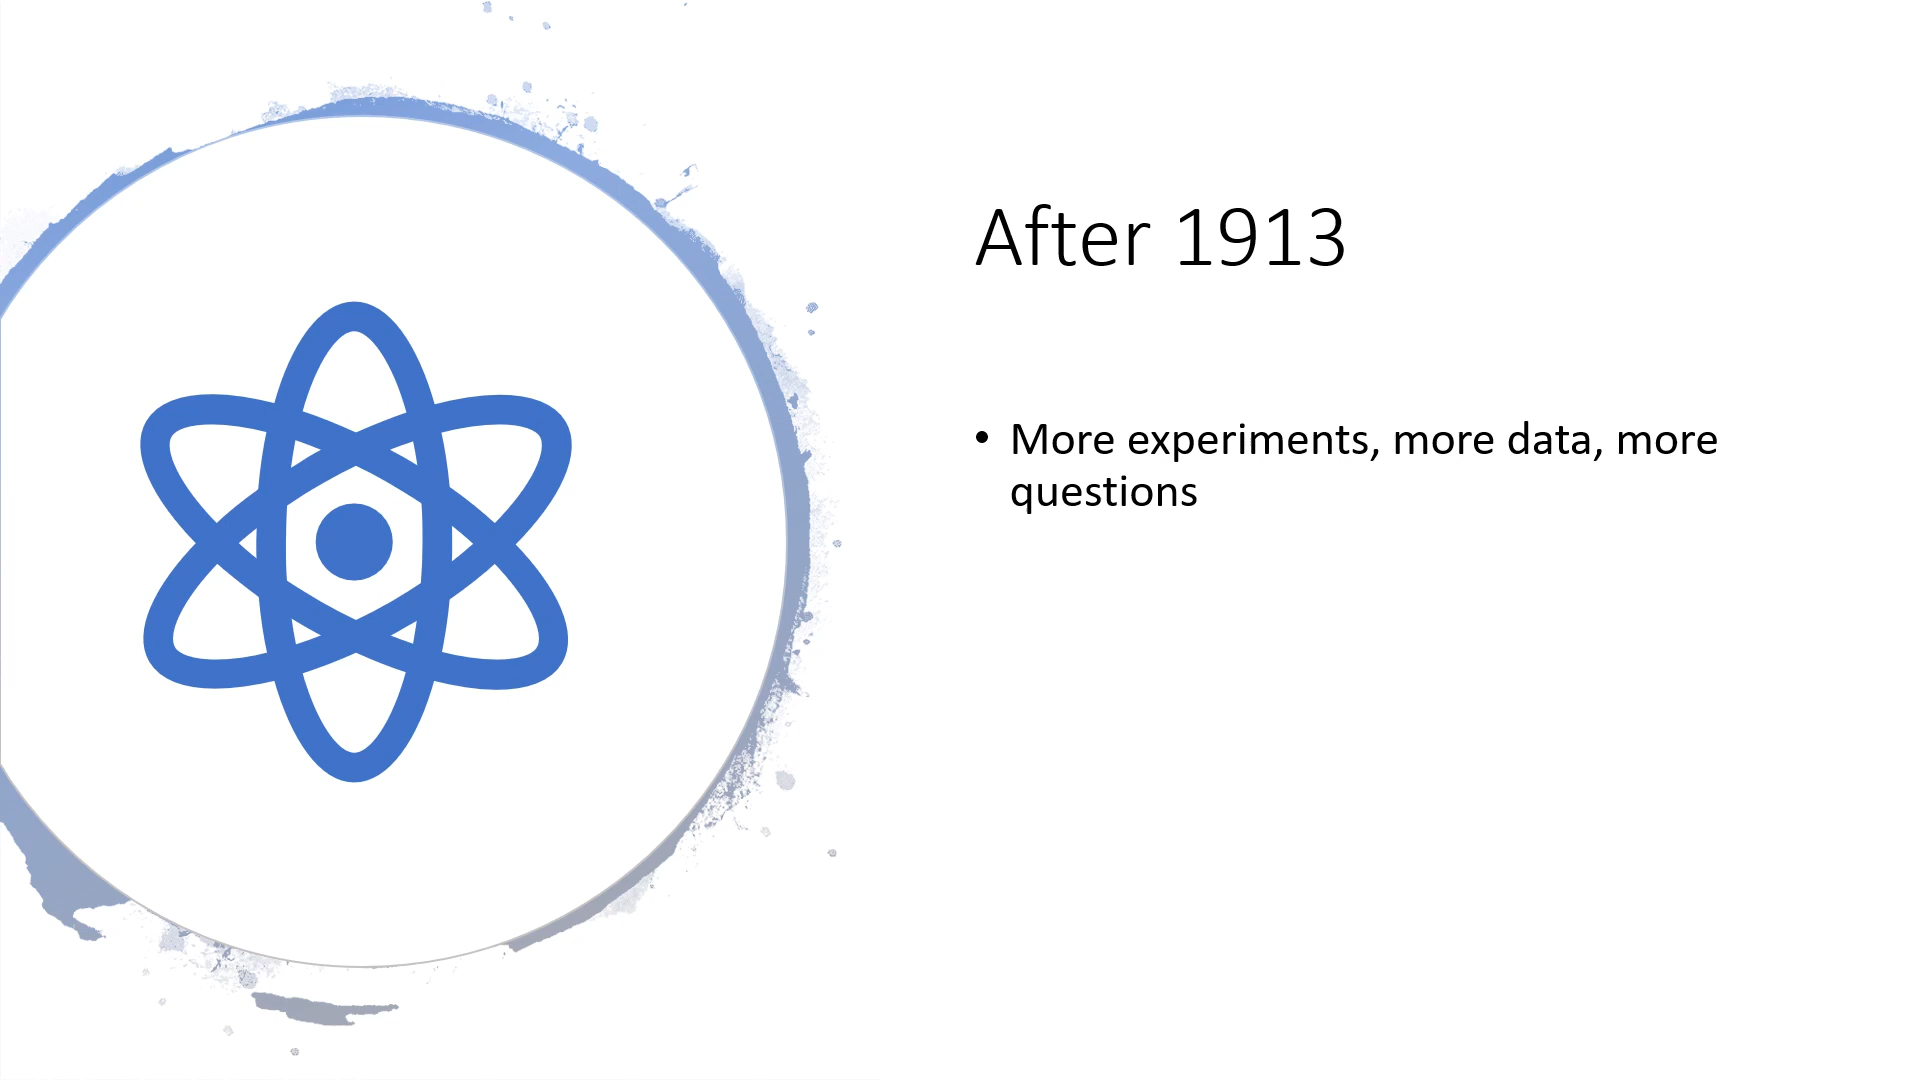 After 1913
• More experiments, more data, more
questions